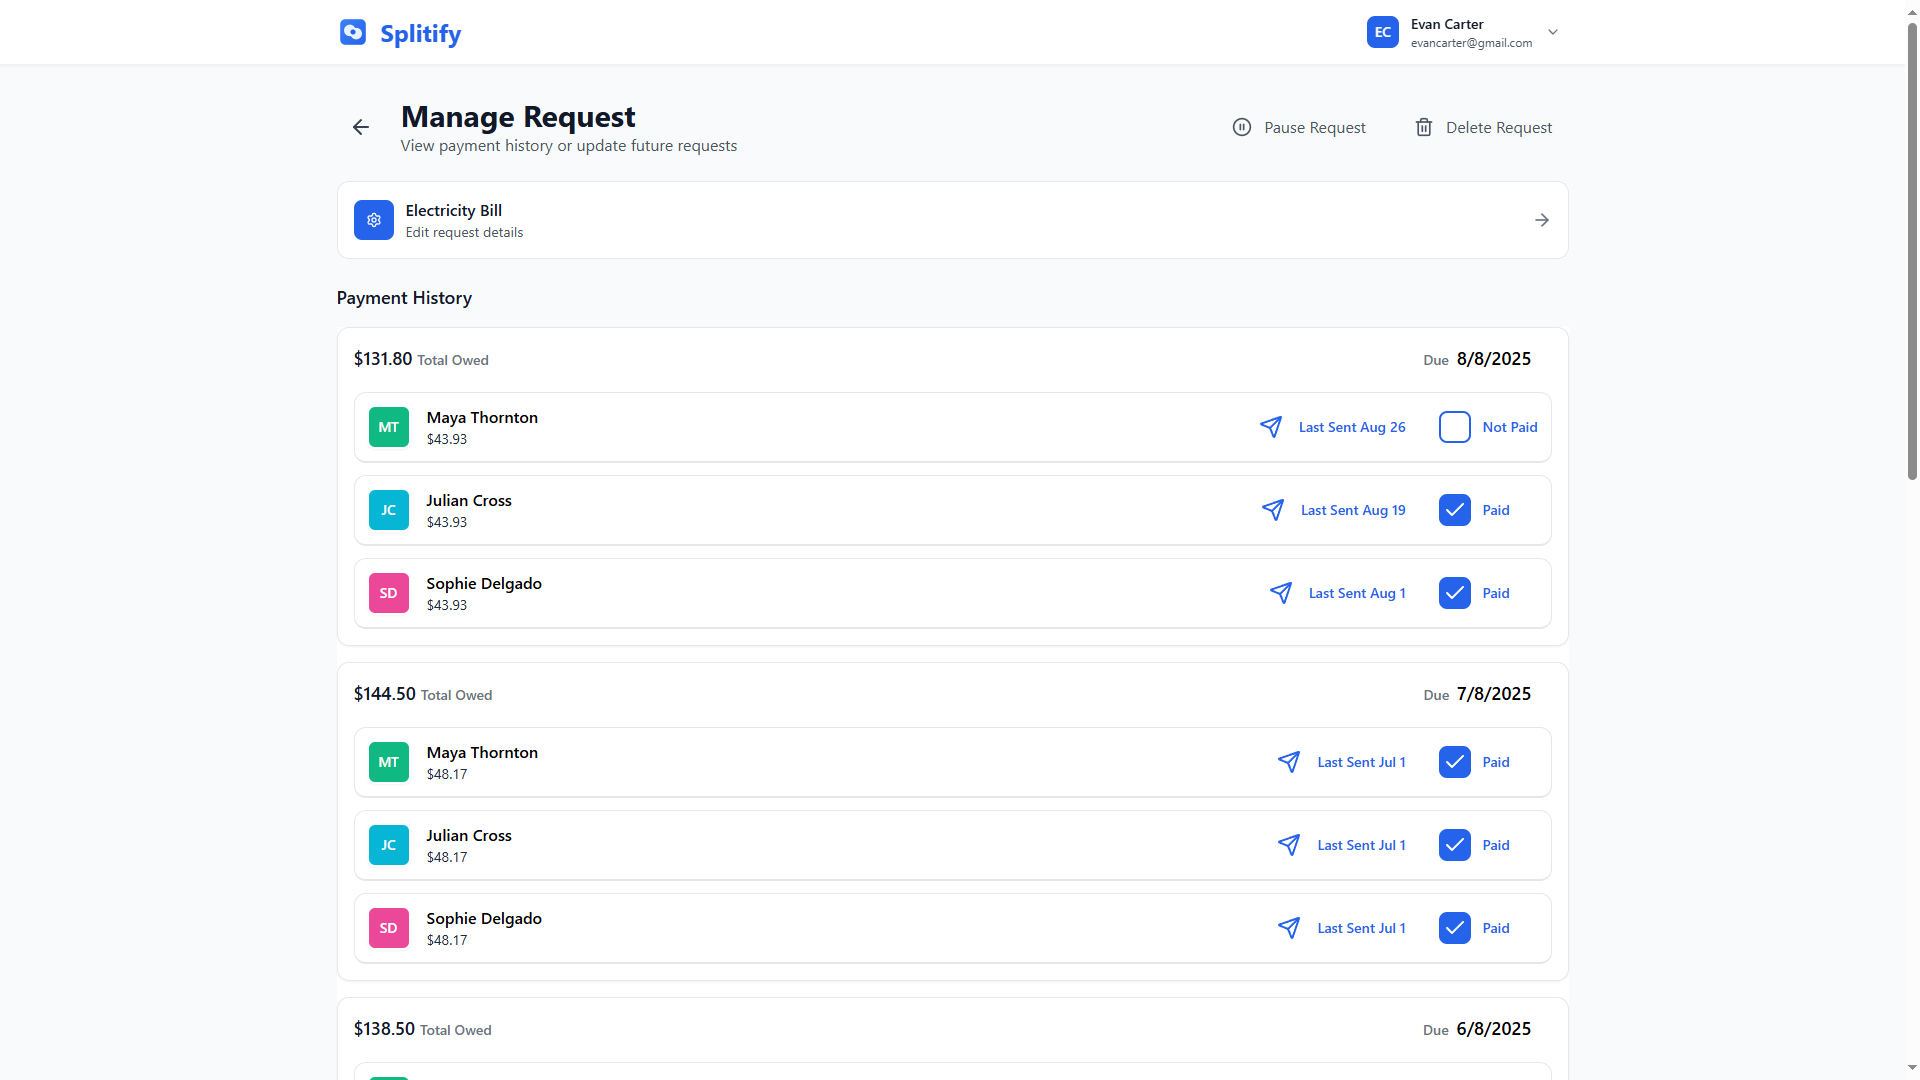 Splitify
EC
Evan Carter
evancarter@gmail.com
Manage Request
View payment history or update future requests
Pause Request
Delete Request
Electricity Bill
Edit request details
Payment History
$131.80 Total Owed
Due 8/8/2025
MT
Maya Thornton
$43.93
Last Sent Aug 26
Not Paid
JC
Julian Cross
$43.93
Last Sent Aug 19
Paid
SD
Sophie Delgado
$43.93
Last Sent Aug 1
Paid
$144.50 Total Owed
Due 7/8/2025
MT
Maya Thornton
$48.17
Last Sent Jul 1
Paid
JC
Julian Cross
$48.17
Last Sent Jul 1
Paid
SD
Sophie Delgado
$48.17
Last Sent Jul 1
Paid
$138.50 Total Owed
Due 6/8/2025